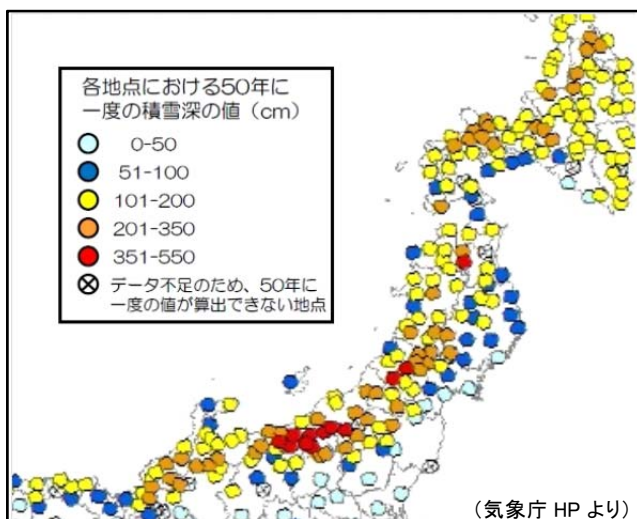 各地点における50年に
一度の積雪深の値（cm）
0-50
51-100
101-200
201-350
351-550
データ不足のため、50年に
一度の値が算出できない地点
（気象庁 HP より）